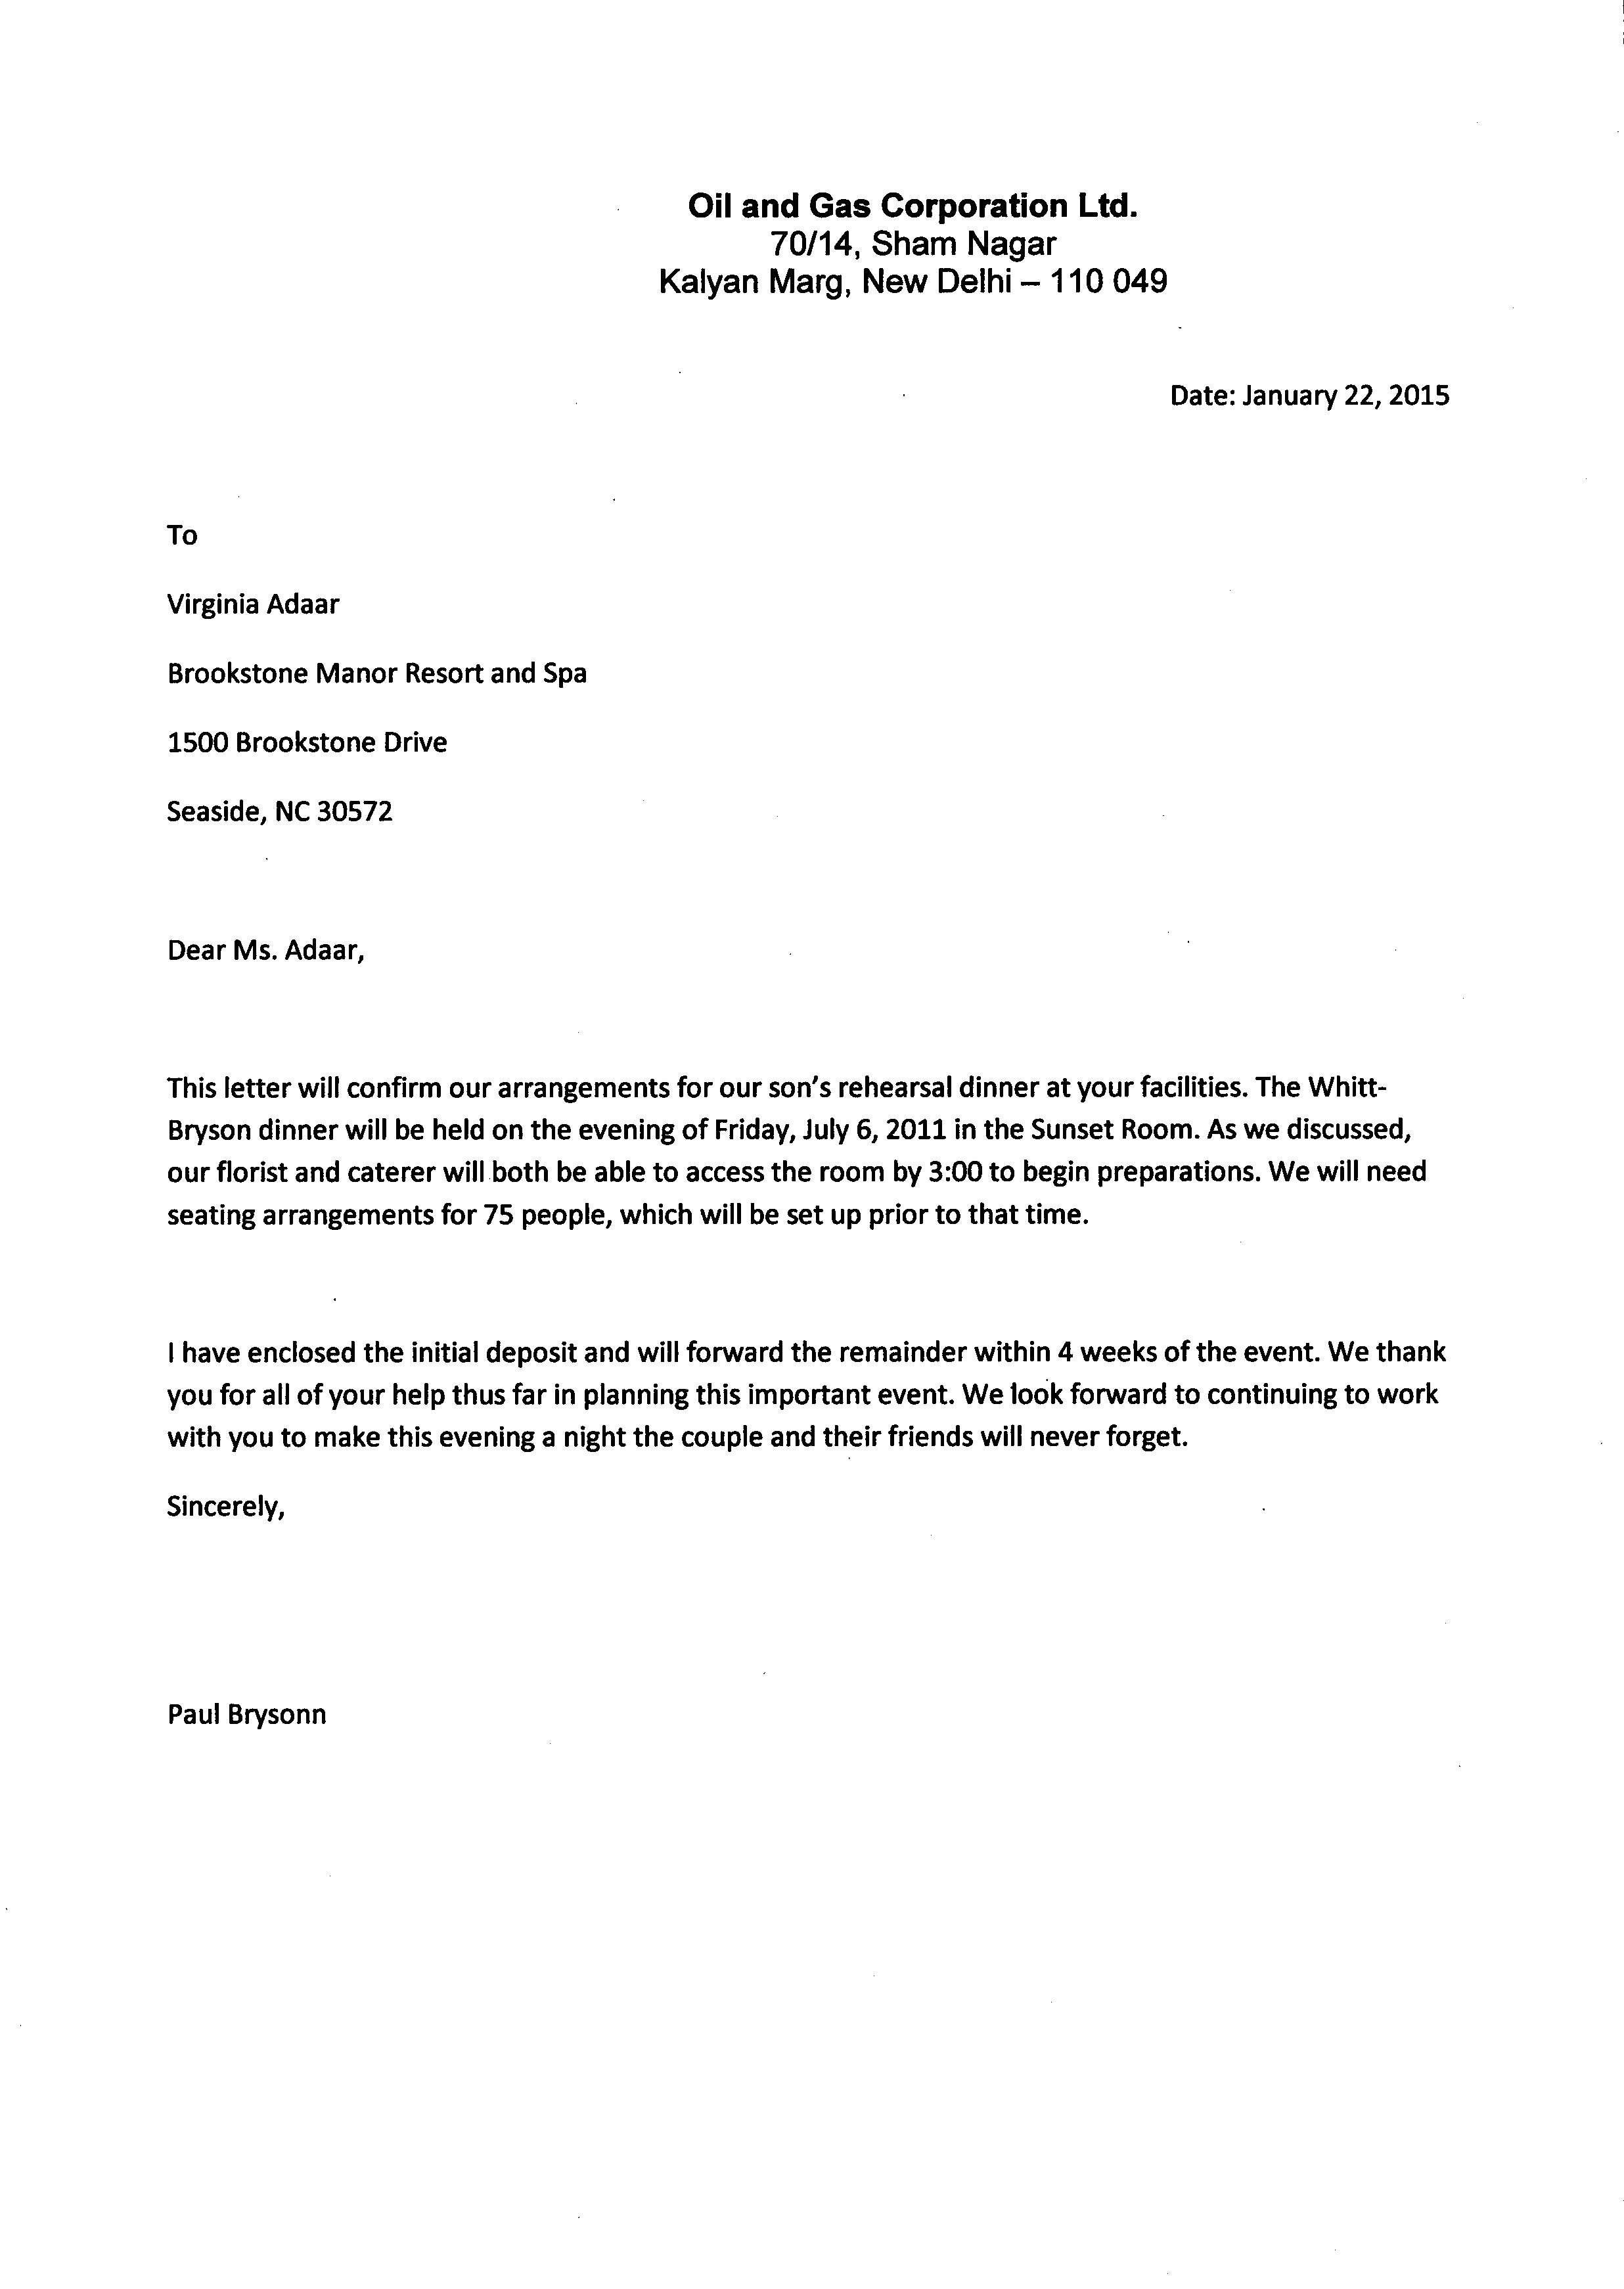 Oil and Gas Corporation Ltd.
70/14, Sham Nagar
Kalyan Marg, New Delhi – 110 049
Date: January 22, 2015
To
Virginia Adaar
Brookstone Manor Resort and Spa
1500 Brookstone Drive
Seaside, NC 30572
Dear Ms. Adaar,
This letter will confirm our arrangements for our son's rehearsal dinner at your facilities. The Whitt-
Bryson dinner will be held on the evening of Friday, July 6, 2011 in the Sunset Room. As we discussed,
our florist and caterer will both be able to access the room by 3:00 to begin preparations. We will need
seating arrangements for 75 people, which will be set up prior to that time.
I have enclosed the initial deposit and will forward the remainder within 4 weeks of the event. We thank
you for all of your help thus far in planning this important event. We look forward to continuing to work
with you to make this evening a night the couple and their friends will never forget.
Sincerely,
Paul Brysonn